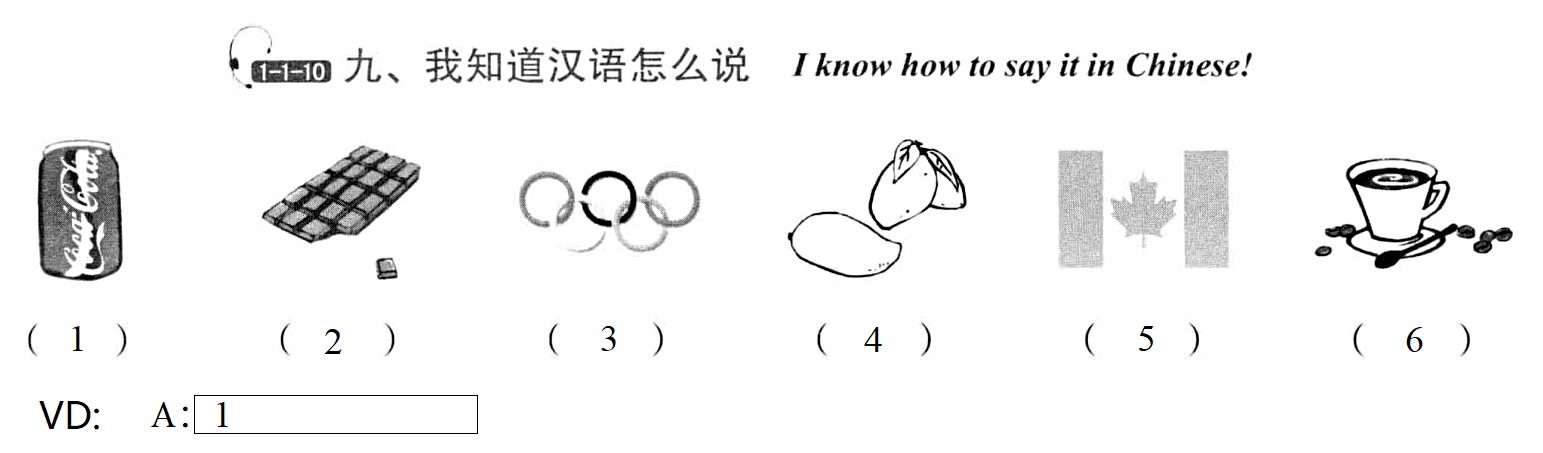 1-1-10 九、我知道汉语怎么说 I know how to say it in Chinese!
Coca-Cola
( 1 ) ( 2 ) ( 3 ) ( 4 ) ( 5 ) ( 6 )
VD: A: 1